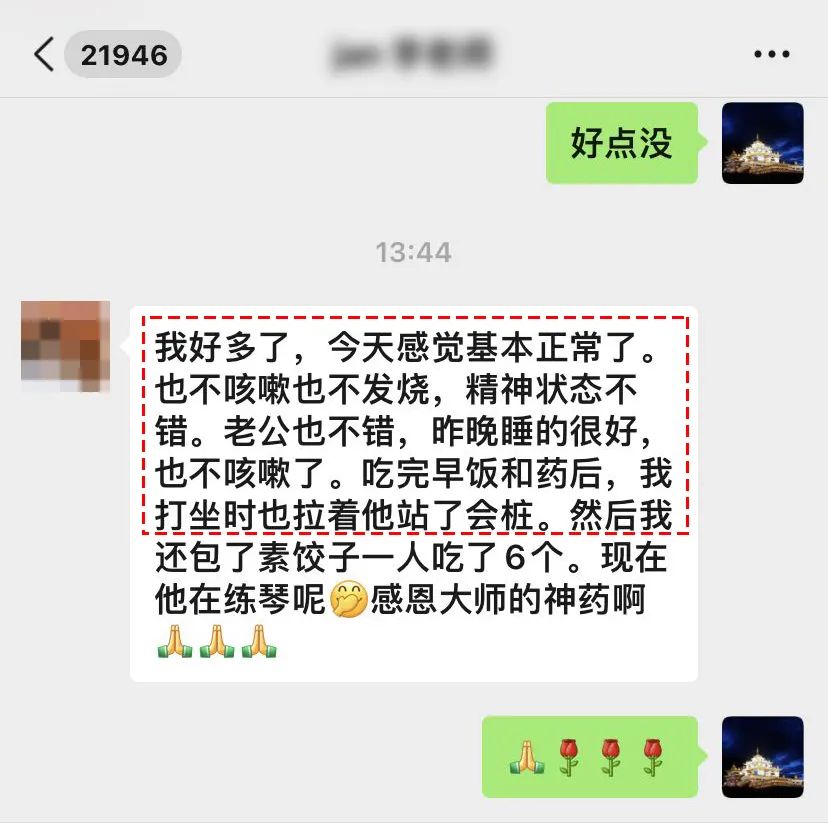 21946
好点没
13:44
我好多了，今天感觉基本正常了。
也不咳嗽也不发烧，精神状态不
错。老公也不错，昨晚睡的很好，
也不咳嗽了。吃完早饭和药后，我
打坐时也拉着他站了会桩。然后我
还包了素饺子一人吃了6个。现在
他在练琴呢🤭感恩大师的神药啊
🙏🙏🙏
🙏🌹🌹🌹